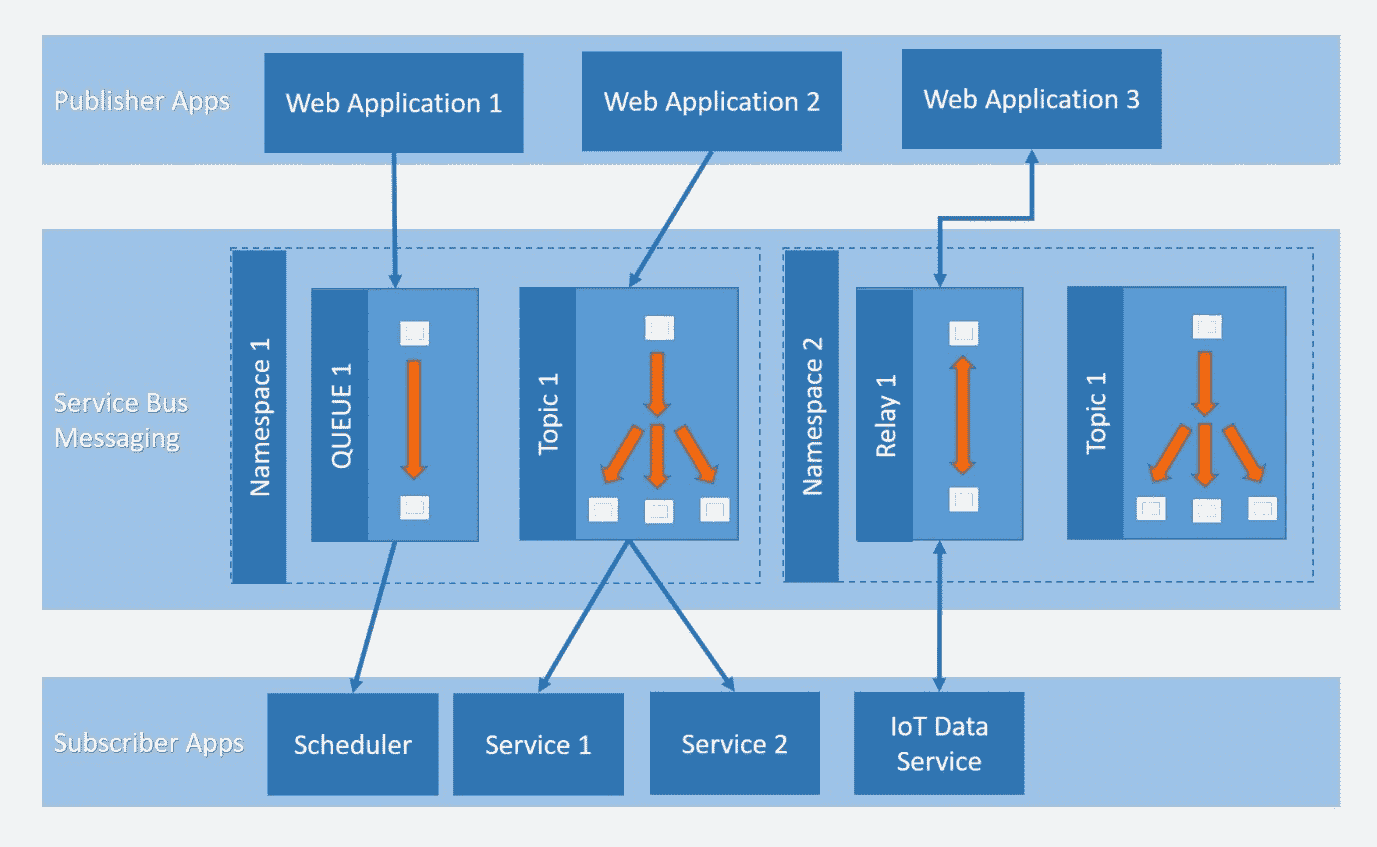 Publisher Apps
Web Application 1
Web Application 2
Web Application 3
Service Bus
Messaging
Namespace 1
QUEUE 1
Topic 1
Namespace 2
Relay 1
Topic 1
Subscriber Apps
Scheduler
Service 1
Service 2
IoT Data
Service